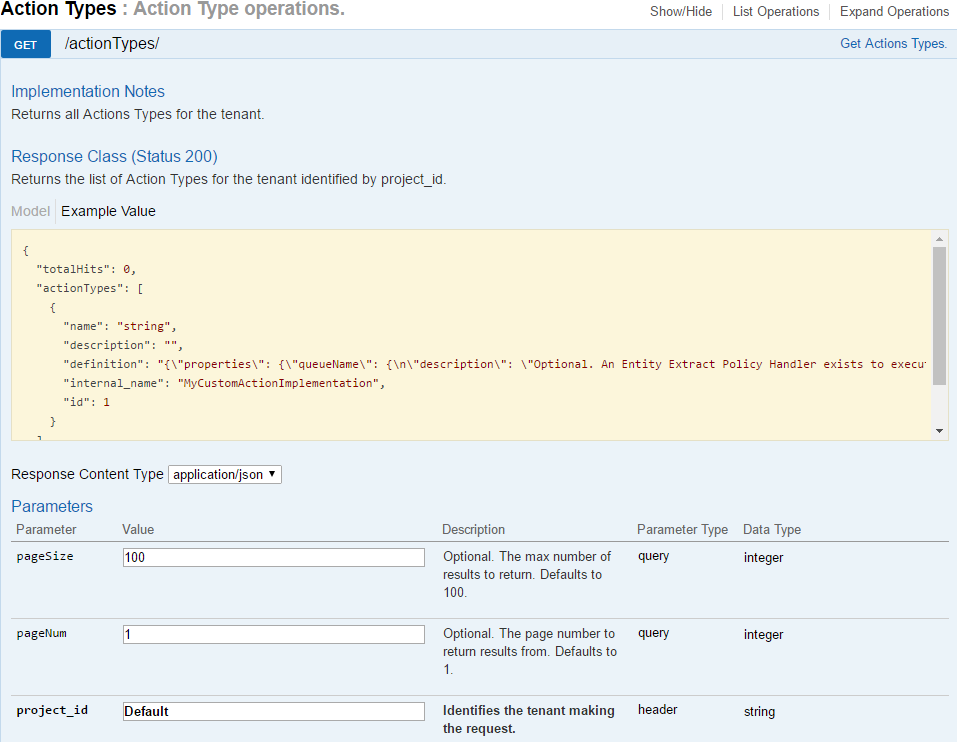 Action Types : Action Type operations.
Show/Hide List Operations Expand Operations
GET /actionTypes/ Get Actions Types.
Implementation Notes
Returns all Actions Types for the tenant.
Response Class (Status 200)
Returns the list of Action Types for the tenant identified by project_id.
Model Example Value
{
"totalHits": 0,
"actionTypes": [
{
"name": "string",
"description": "",
"definition": "{\"properties\": {\"queueName\": {\n\"description\": \"Optional. An Entity Extract Policy Handler exists to execu
"internal_name": "MyCustomActionImplementation",
"id": 1
}
]
Response Content Type application/json
Parameters
Parameter Value Description Parameter Type Data Type
pageSize 100 Optional. The max number of query integer
results to return. Defaults to
100.
pageNum 1 Optional. The page number to query integer
return results from. Defaults to
1.
project_id Default Identifies the tenant making header string
the request.